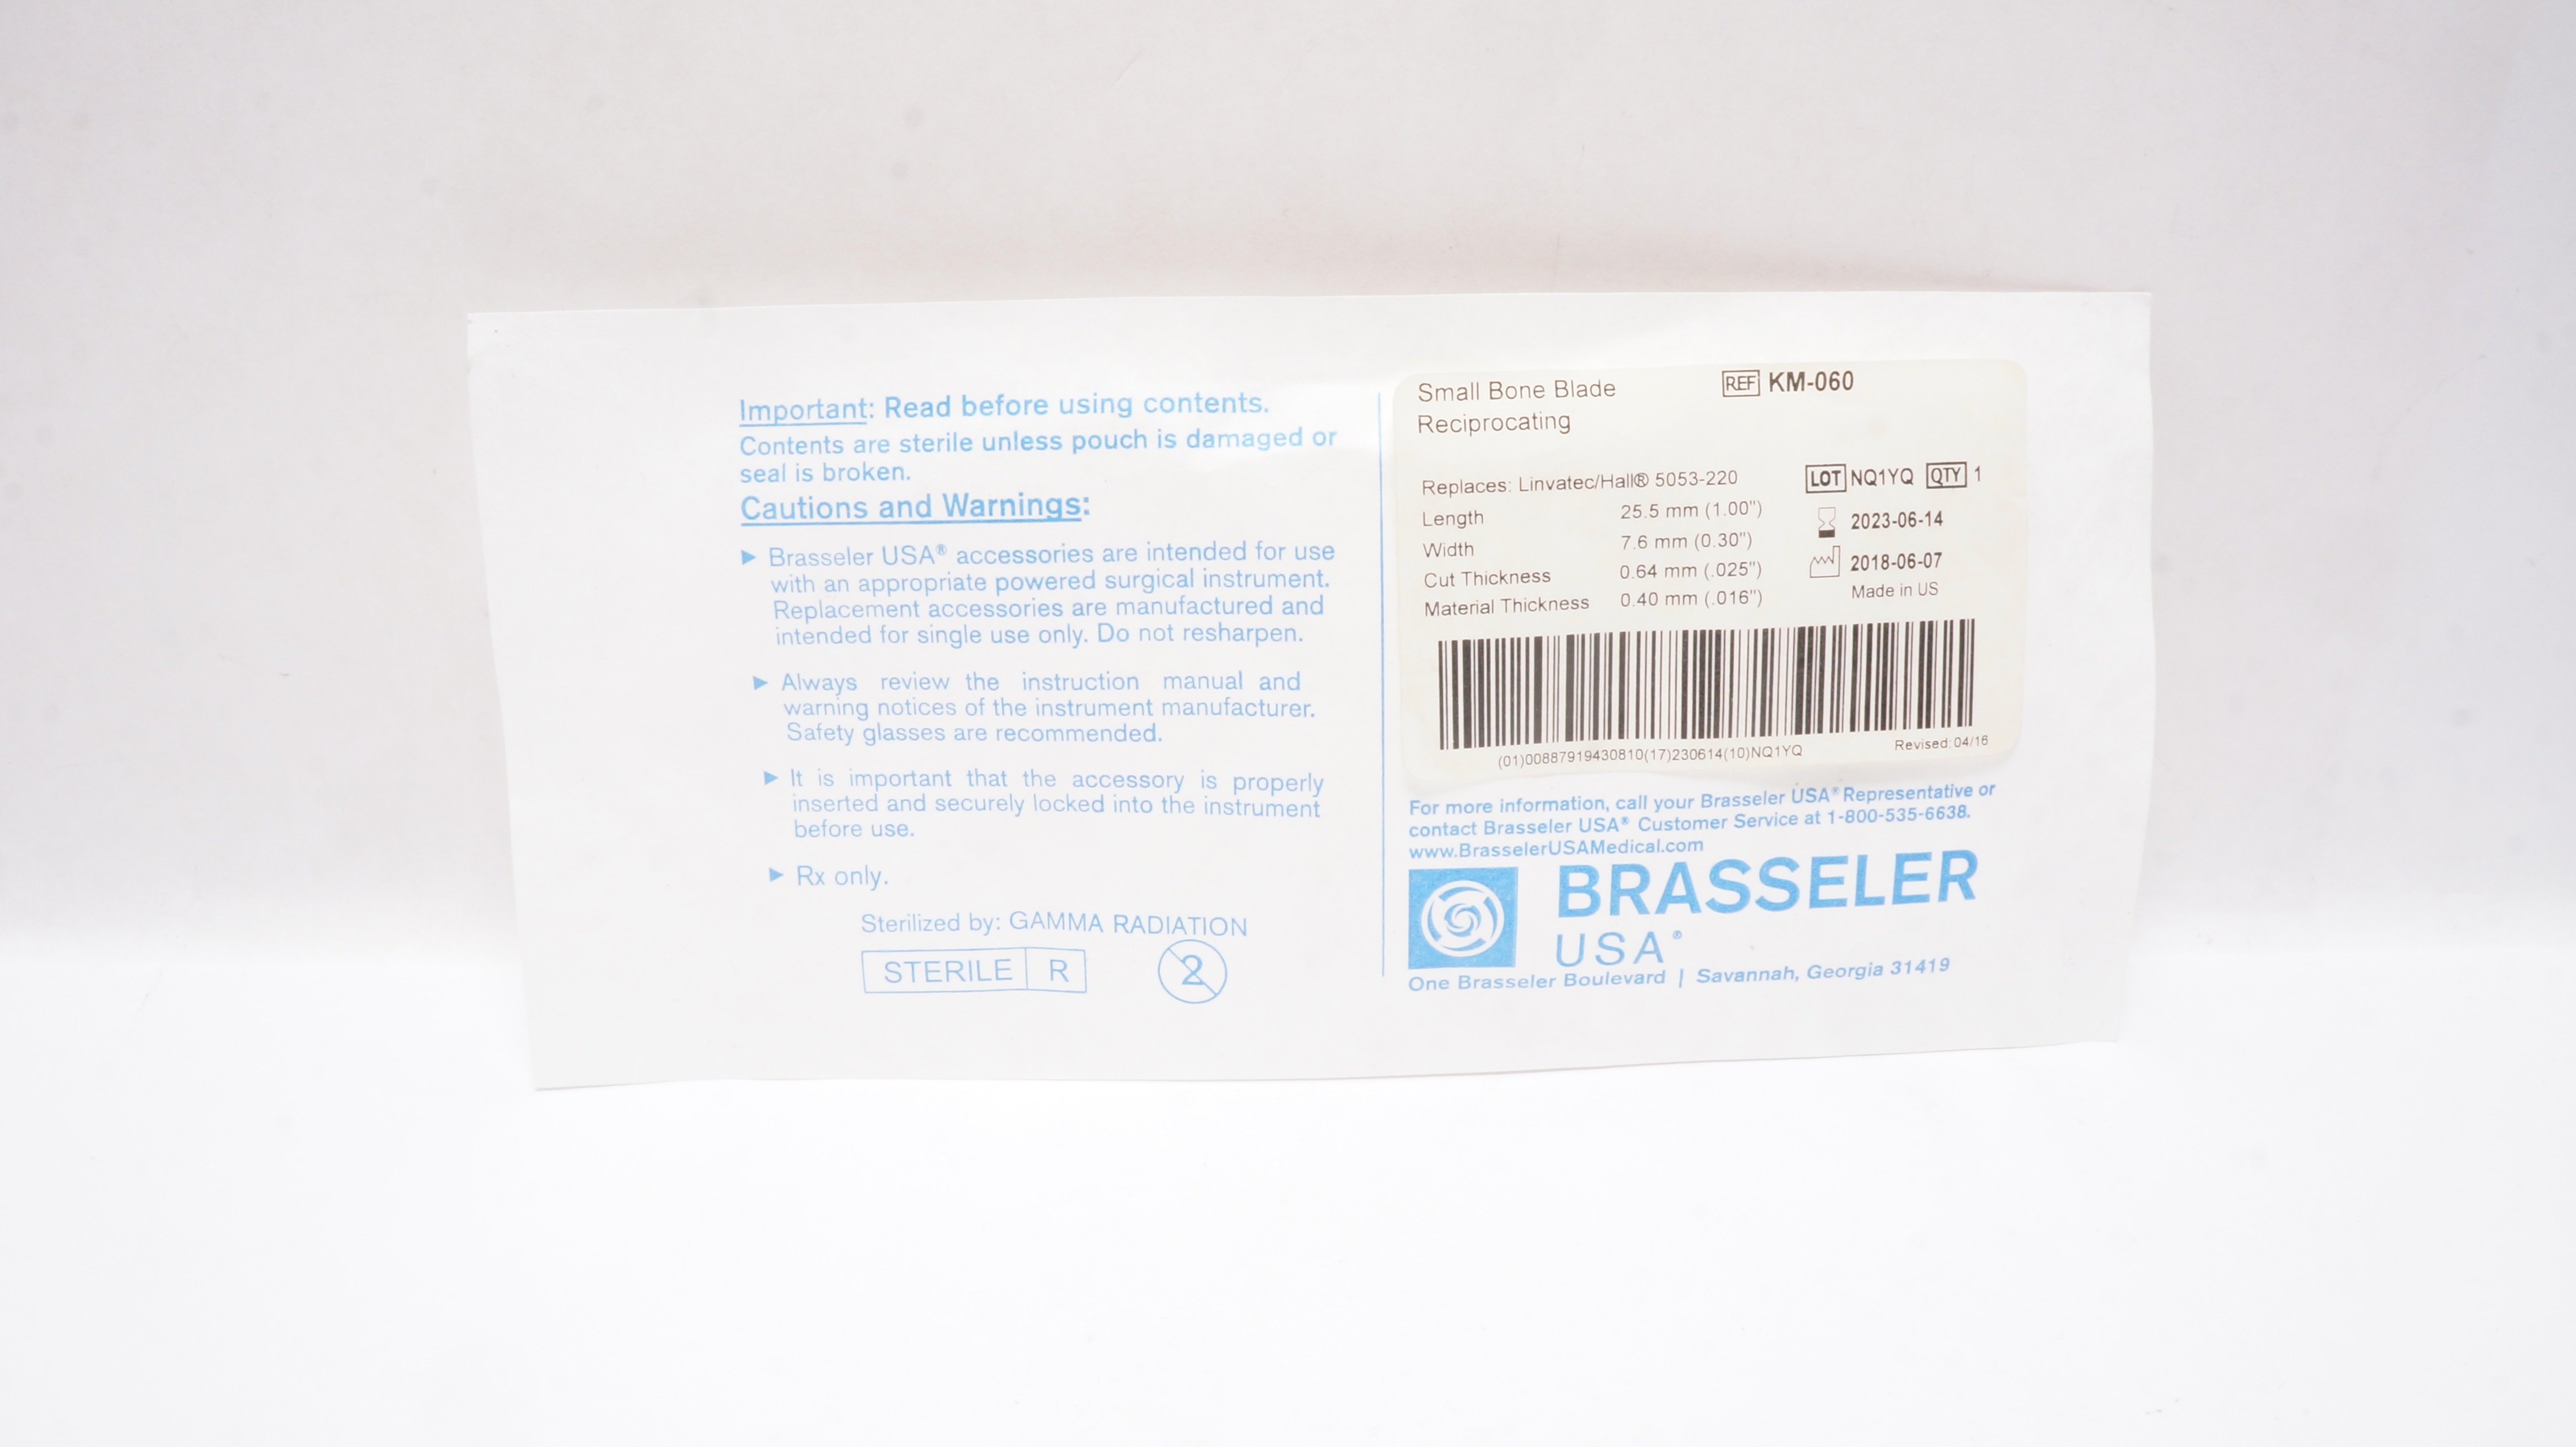 Important: Read before using contents.
Contents are sterile unless pouch is damaged or
seal is broken.
Cautions and Warnings:
► Brasseler USA® accessories are intended for use
with an appropriate powered surgical instrument.
Replacement accessories are manufactured and
intended for single use only. Do not resharpen.
► Always review the instruction manual and
warning notices of the instrument manufacturer.
Safety glasses are recommended.
► It is important that the accessory is properly
inserted and securely locked into the instrument
before use.
► Rx only.
Sterilized by: GAMMA RADIATION
STERILE R 2
Small Bone Blade REF KM-060
Reciprocating
Replaces: Linvatec/Hall® 5053-220 LOT NQ1YQ QTY 1
Length 25.5 mm (1.00") 2023-06-14
Width 7.6 mm (0.30") 2018-06-07
Cut Thickness 0.64 mm (.025") Made in US
Material Thickness 0.40 mm (.016")
(01)00887919430810(17)230614(10)NQ1YQ Revised: 04/16
For more information, call your Brasseler USA® Representative or
contact Brasseler USA® Customer Service at 1-800-535-6638.
www.BrasselerUSAMedical.com
BRASSELER
USA®
One Brasseler Boulevard | Savannah, Georgia 31419